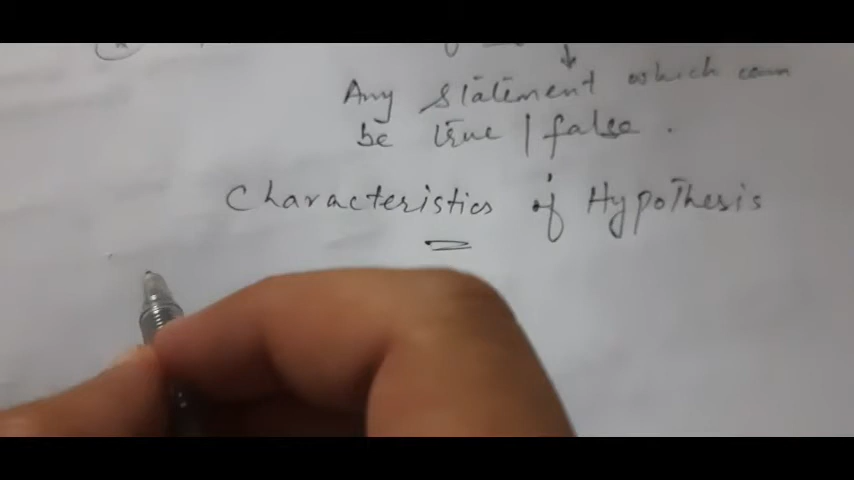 Any statement which can
be true / false.
Characteristics of Hypothesis